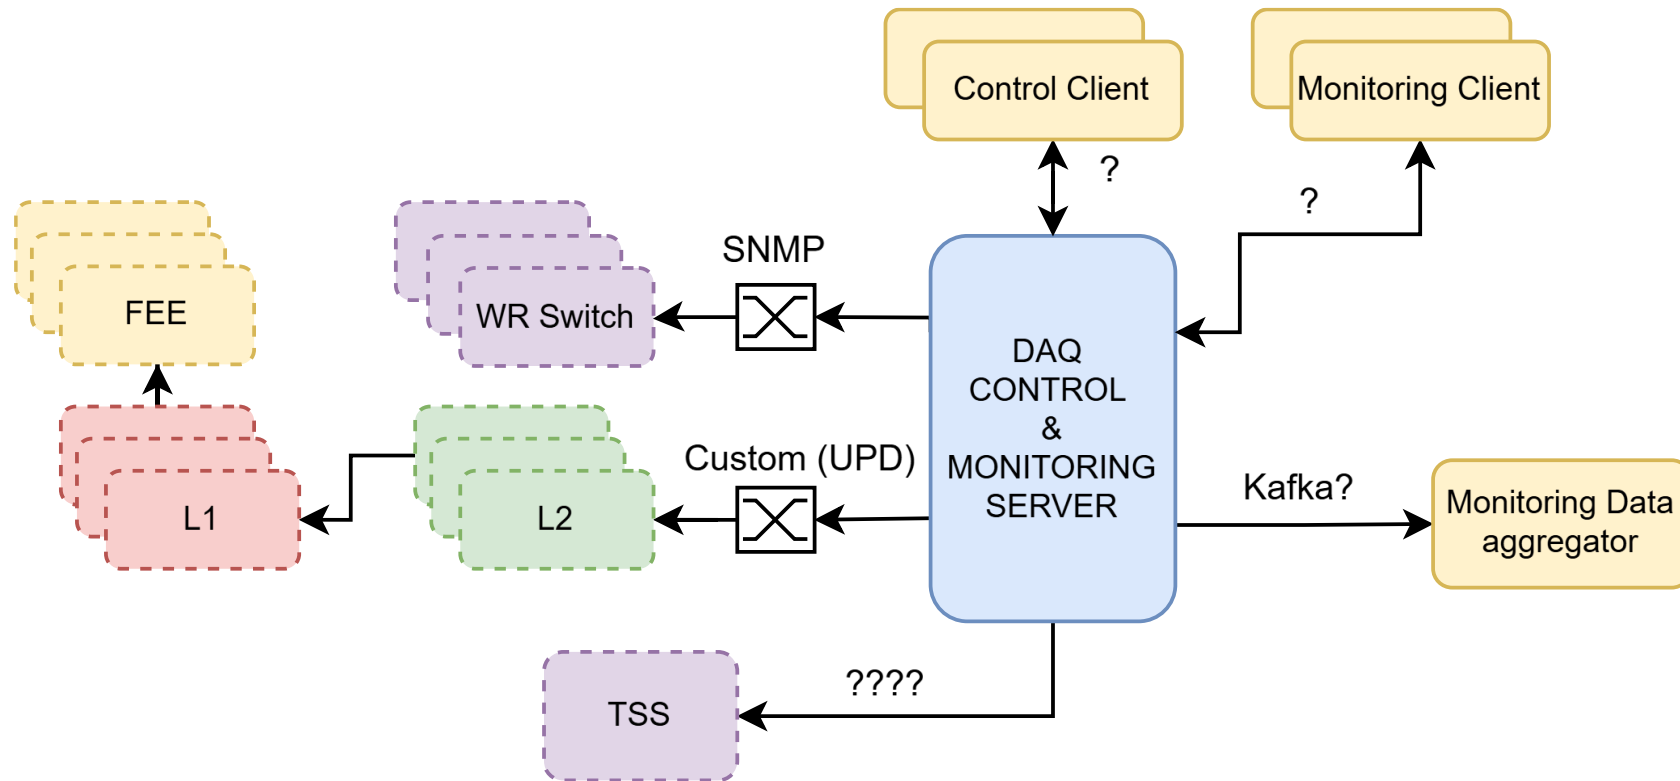 Control Client
Monitoring Client
?
?
SNMP
FEE
WR Switch
DAQ
CONTROL
&
MONITORING
SERVER
Custom (UPD)
L1
L2
Kafka?
Monitoring Data
aggregator
????
TSS